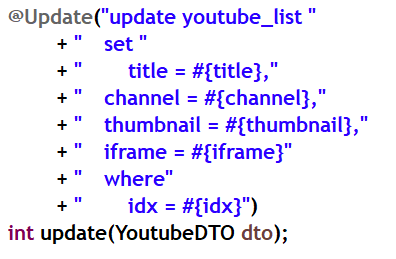 @Update("update youtube_list "
+ "    set "
+ "        title = #{title},"
+ "    channel = #{channel},"
+ "    thumbnail = #{thumbnail},"
+ "    iframe = #{iframe}"
+ "    where"
+ "        idx = #{idx}")
int update(YoutubeDTO dto);